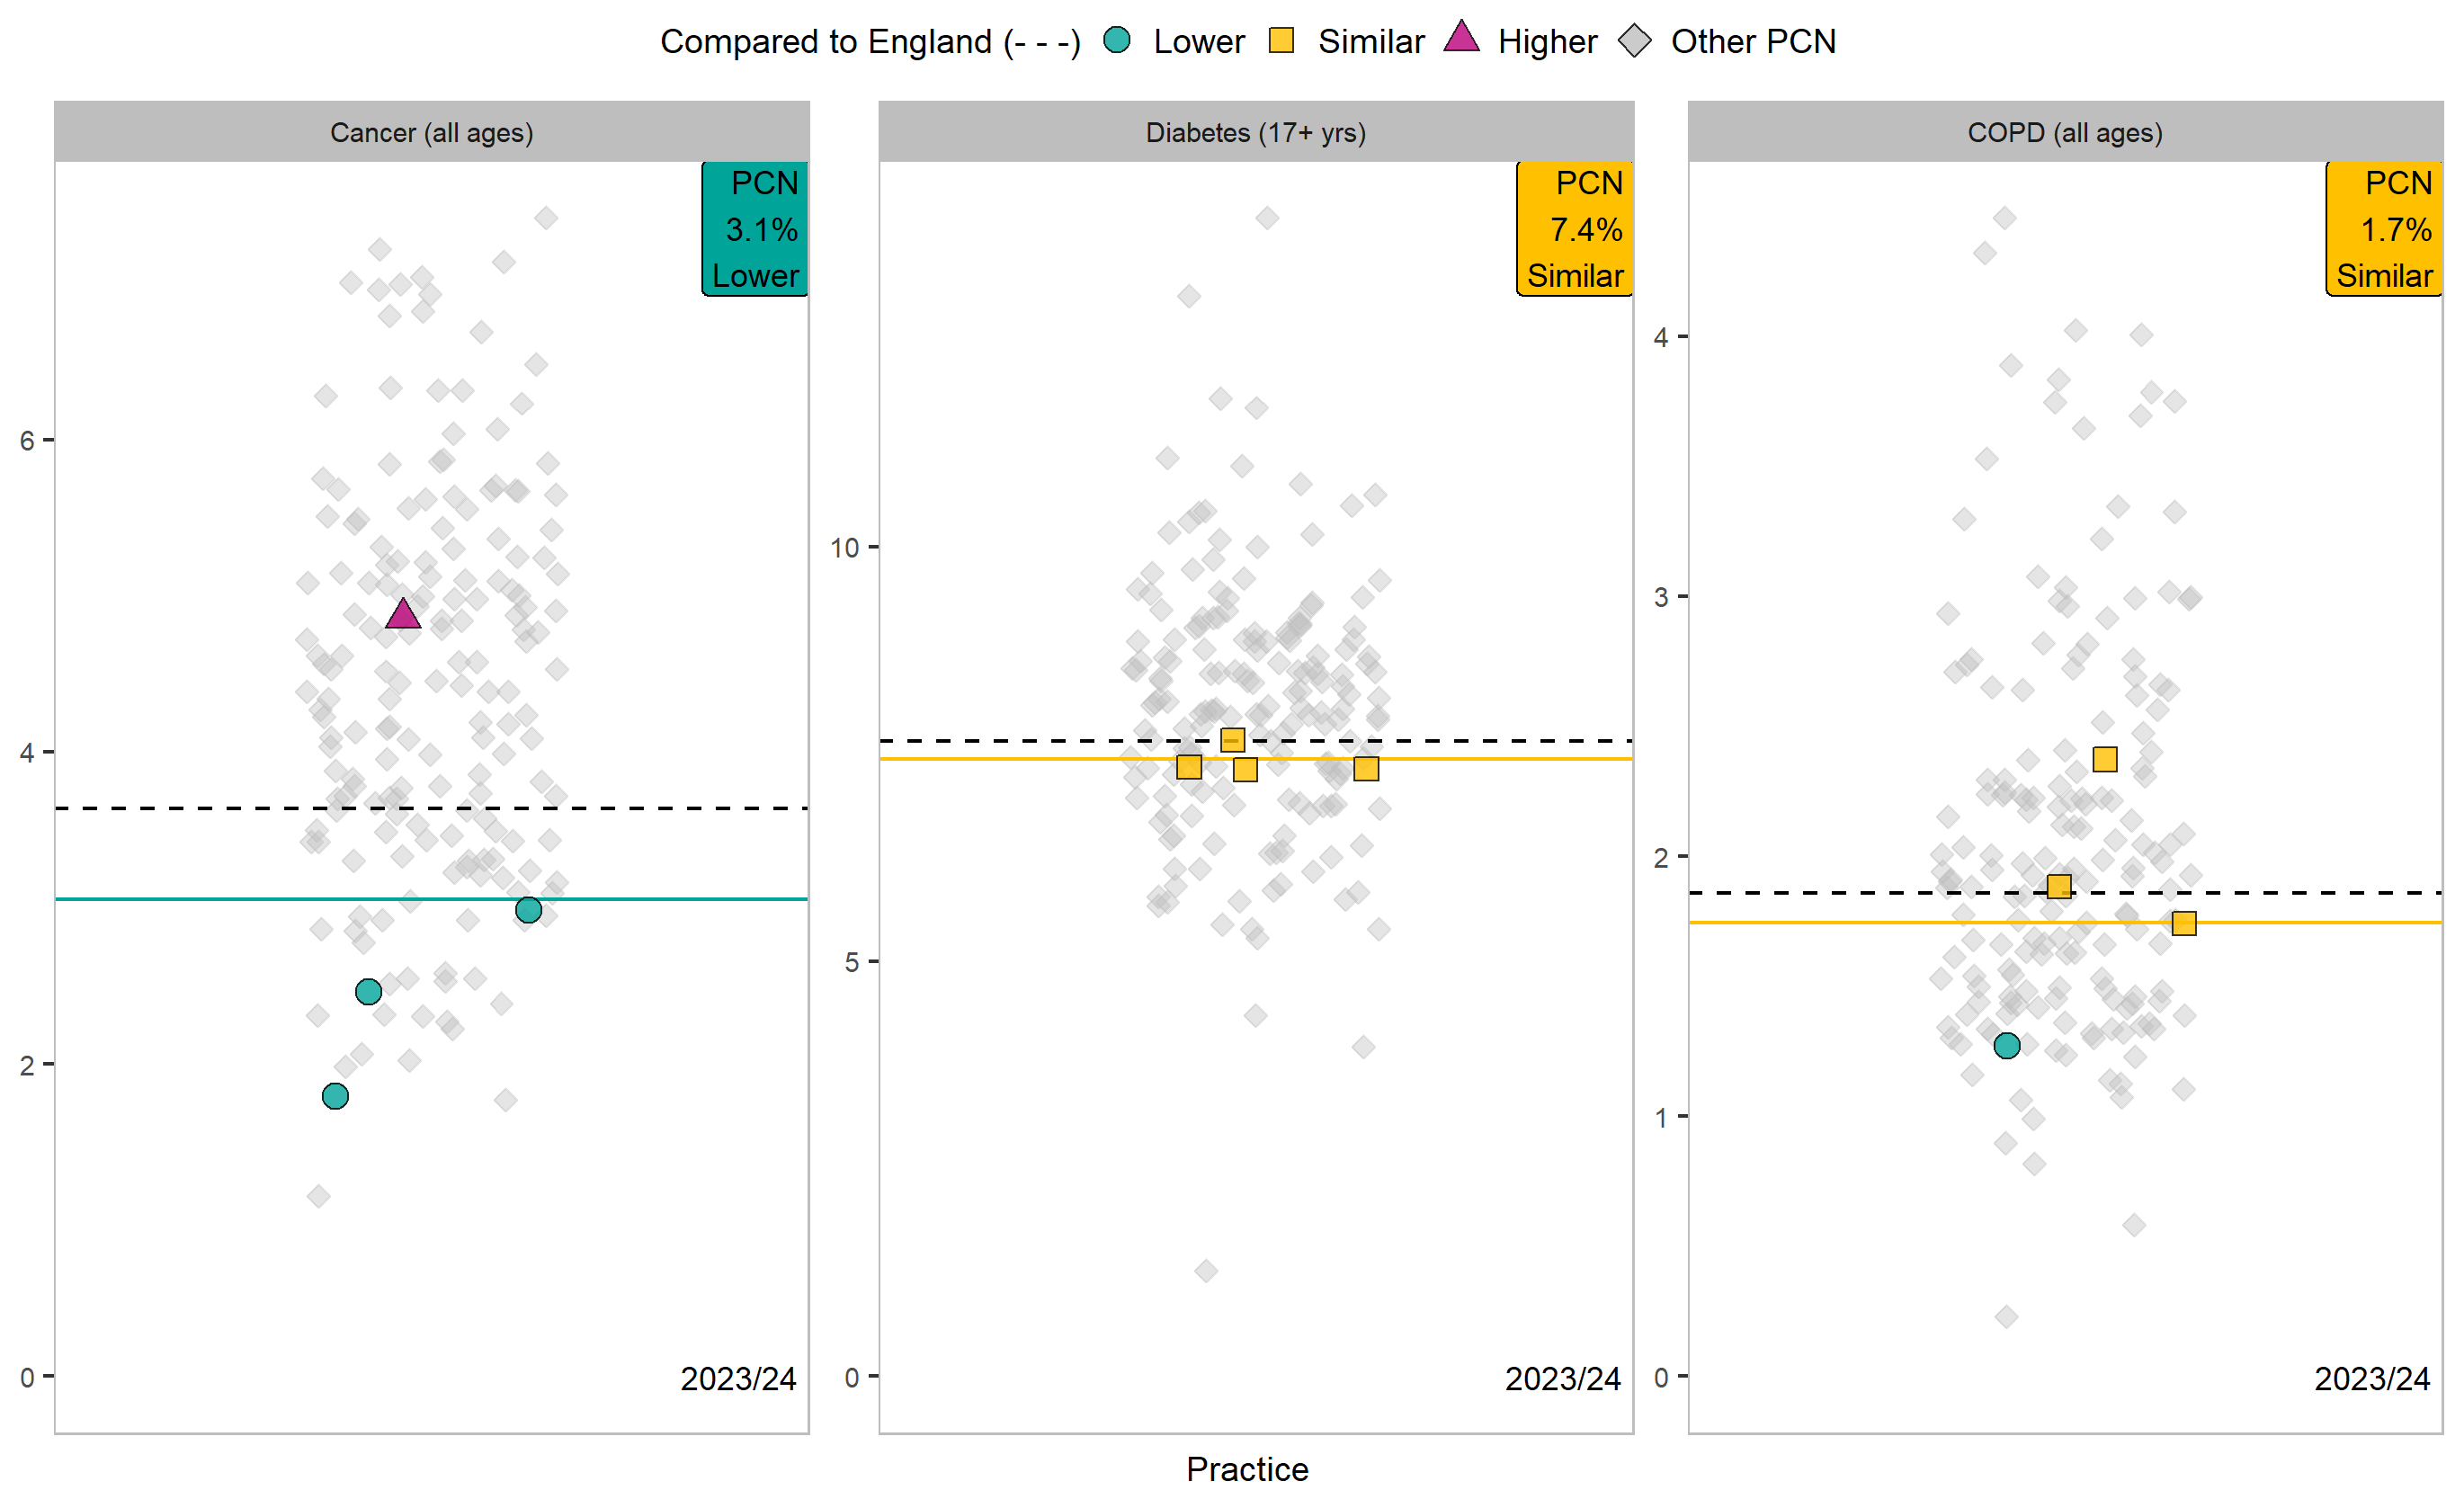 Compared to England (- - -) Lower Similar Higher Other PCN
Cancer (all ages)
PCN
3.1%
Lower
6
4
2
0
2023/24
Diabetes (17+ yrs)
PCN
7.4%
Similar
10
5
0
2023/24
COPD (all ages)
PCN
1.7%
Similar
4
3
2
1
0
2023/24
Practice